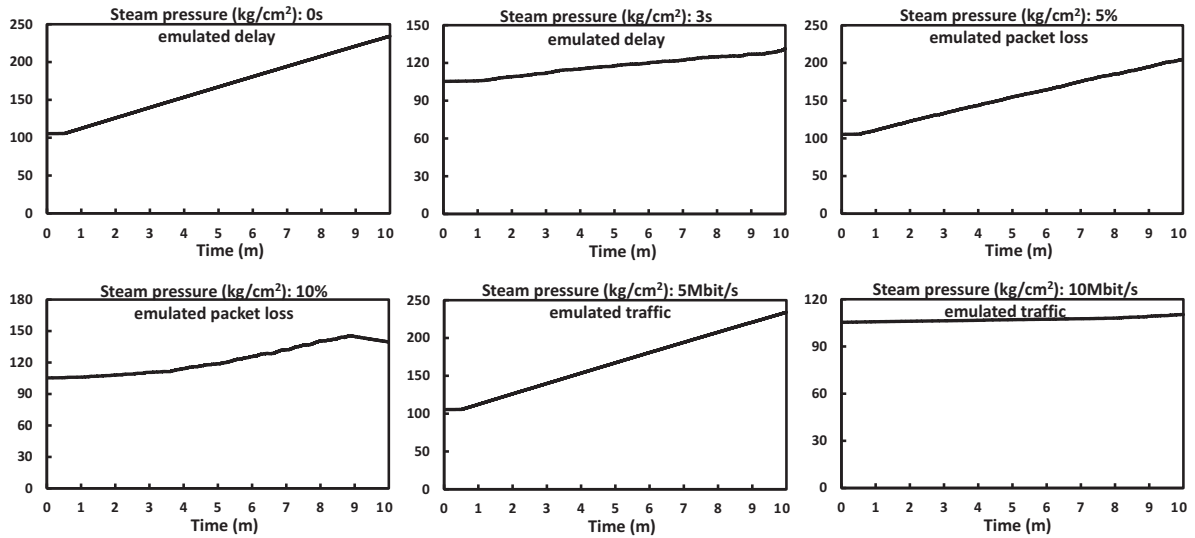 Steam pressure (kg/cm²): 0s
emulated delay
250
200
150
100
50
0
0 1 2 3 4 5 6 7 8 9 10
Time (m)
Steam pressure (kg/cm²): 3s
emulated delay
150
120
90
60
30
0
0 1 2 3 4 5 6 7 8 9 10
Time (m)
Steam pressure (kg/cm²): 5%
emulated packet loss
250
200
150
100
50
0
0 1 2 3 4 5 6 7 8 9 10
Time (m)
Steam pressure (kg/cm²): 10%
emulated packet loss
180
150
120
90
60
30
0
0 1 2 3 4 5 6 7 8 9 10
Time (m)
Steam pressure (kg/cm²): 5Mbit/s
emulated traffic
250
200
150
100
50
0
0 1 2 3 4 5 6 7 8 9 10
Time (m)
Steam pressure (kg/cm²): 10Mbit/s
emulated traffic
120
90
60
30
0
0 1 2 3 4 5 6 7 8 9 10
Time (m)